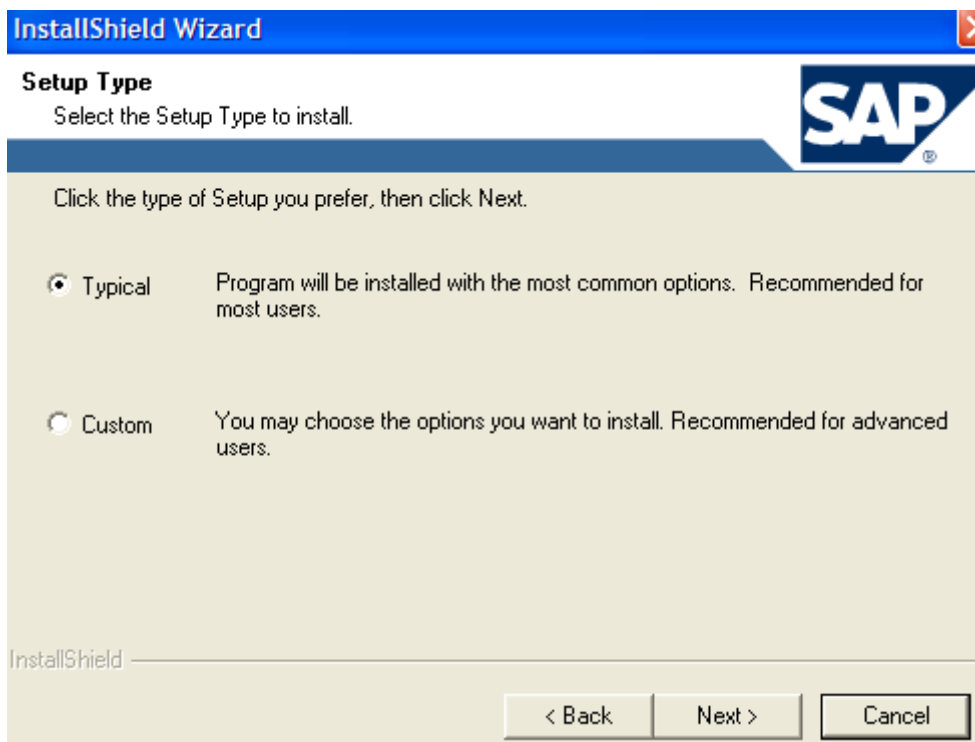 InstallShield Wizard
Setup Type
Select the Setup Type to install.
SAP
®
Click the type of Setup you prefer, then click Next.
Typical Program will be installed with the most common options.  Recommended for
most users.
Custom You may choose the options you want to install. Recommended for advanced
users.
InstallShield
< Back Next > Cancel